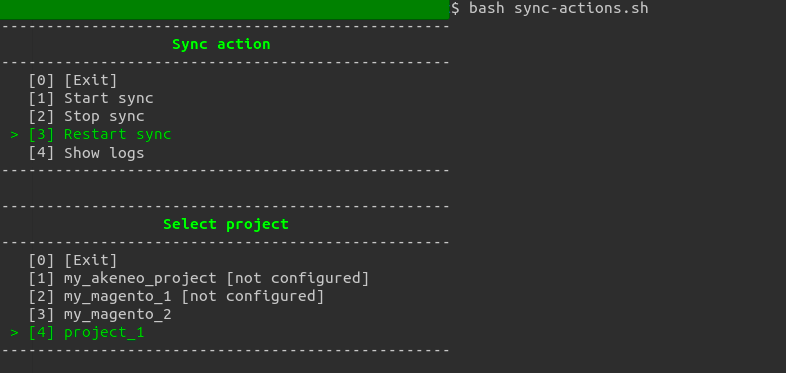 $ bash sync-actions.sh
--------------------------------------------------
Sync action
--------------------------------------------------
[0] [Exit]
[1] Start sync
[2] Stop sync
> [3] Restart sync
[4] Show logs
--------------------------------------------------
--------------------------------------------------
Select project
--------------------------------------------------
[0] [Exit]
[1] my_akeneo_project [not configured]
[2] my_magento_1 [not configured]
[3] my_magento_2
> [4] project_1
--------------------------------------------------